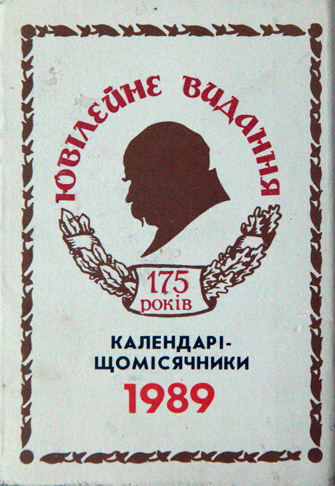 ЮВІЛЕЙНЕ ВИДАННЯ
175
РОКІВ
КАЛЕНДАРІ-
ЩОМІСЯЧНИКИ
1989